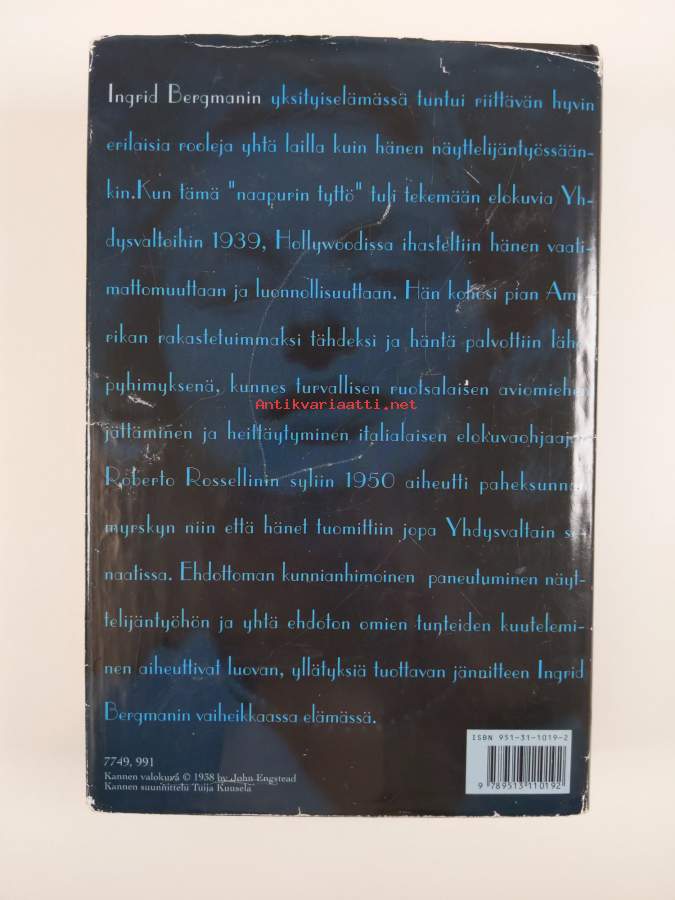 Ingrid Bergmanin yksityiselämässä tuntui riittävän hyvin
erilaisia rooleja yhtä lailla kuin hänen näyttelijäntyössään-
kin.Kun tämä "naapurin tyttö" tuli tekemään elokuvia Yh-
dysvaltoihin 1939, Hollywoodissa ihasteltiin hänen vaati-
mattomuuttaan ja luonnollisuuttaan. Hän kohosi pian Ame-
rikan rakastetuimmaksi tähdeksi ja häntä palvottiin lähes
pyhimyksenä, kunnes turvallisen ruotsalaisen aviomiehen
Antikvariaatti.net
jättäminen ja heittäytyminen italialaisen elokuvaohjaaja
Roberto Rossellinin syliin 1950 aiheutti paheksunnan
myrskyn niin että hänet tuomittiin jopa Yhdysvaltain se-
naatissa. Ehdottoman kunnianhimoinen paneutuminen näyt-
telijäntyöhön ja yhtä ehdoton omien tunteiden kuutelemi-
nen aiheuttivat luovan, yllätyksiä tuottavan jännitteen Ingrid
Bergmanin vaiheikkaassa elämässä.
ISBN 951-31-1019-2
9 789513 110192
7749, 991
Kannen valokuva © 1938 by John Engstead
Kannen suunnittelu Tuija Kuusela